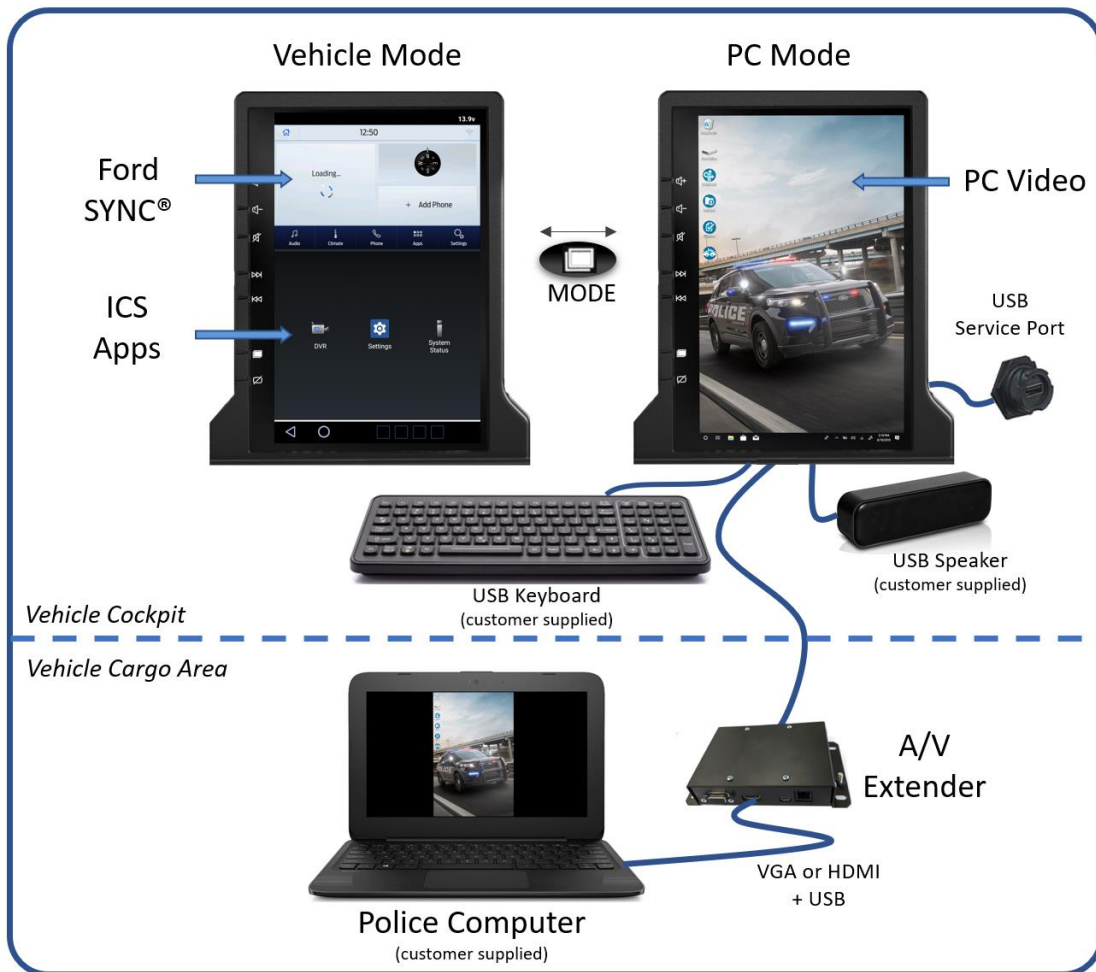 Vehicle Mode
PC Mode
13.9v
12:50
Loading...
+ Add Phone
Audio
Climate
Phone
Apps
Settings
Ford
SYNC®
PC Video
MODE
ICS
Apps
DVR
Settings
System
Status
POLICE
USB
Service Port
USB Keyboard
(customer supplied)
USB Speaker
(customer supplied)
Vehicle Cockpit
Vehicle Cargo Area
POLICE
A/V
Extender
VGA or HDMI
+ USB
Police Computer
(customer supplied)